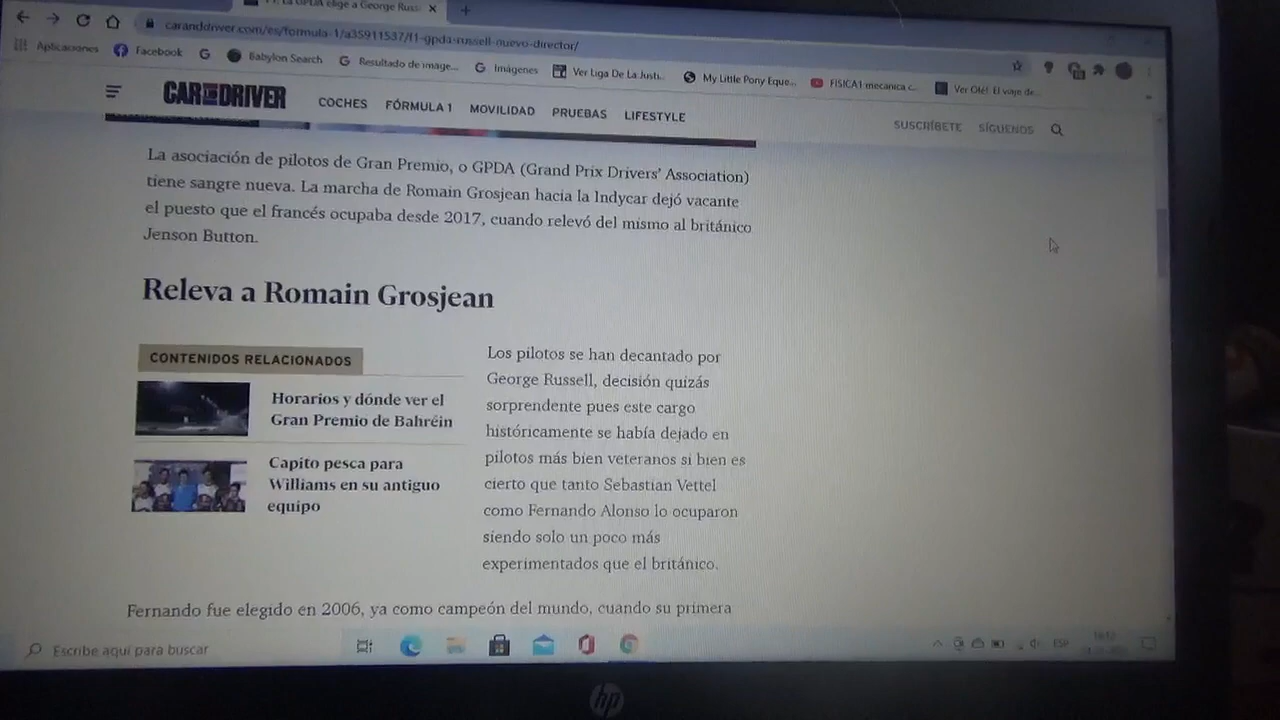 F1: La GPDA elige a George Russ
caranddriver.com/es/formula-1/a35911537/f1-gpda-russell-nuevo-director/
Aplicaciones
Facebook
Babylon Search
Resultado de image...
Imágenes
Ver Liga De La Justi...
My Little Pony Eque...
FISICA1 mecanica c...
Ver Olé! El viaje de...
CAR AND DRIVER
COCHES FÓRMULA 1 MOVILIDAD PRUEBAS LIFESTYLE
SUSCRÍBETE SÍGUENOS
La asociación de pilotos de Gran Premio, o GPDA (Grand Prix Drivers' Association)
tiene sangre nueva. La marcha de Romain Grosjean hacia la Indycar dejó vacante
el puesto que el francés ocupaba desde 2017, cuando relevó del mismo al británico
Jenson Button.
Releva a Romain Grosjean
CONTENIDOS RELACIONADOS
Horarios y dónde ver el
Gran Premio de Bahréin
Capito pesca para
Williams en su antiguo
equipo
Los pilotos se han decantado por
George Russell, decisión quizás
sorprendente pues este cargo
históricamente se había dejado en
pilotos más bien veteranos si bien es
cierto que tanto Sebastian Vettel
como Fernando Alonso lo ocuparon
siendo solo un poco más
experimentados que el británico.
Fernando fue elegido en 2006, ya como campeón del mundo, cuando su primera
Escribe aquí para buscar
ESP
hp